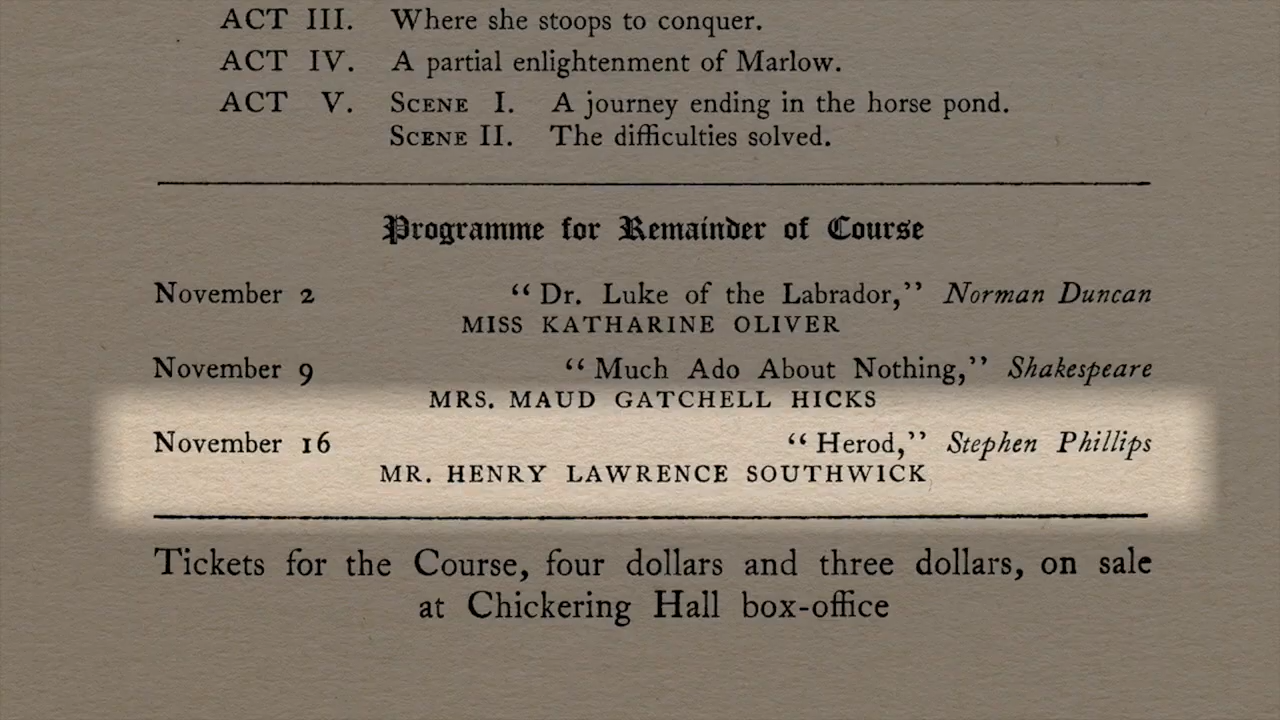 ACT III. Where she stoops to conquer.
ACT IV. A partial enlightenment of Marlow.
ACT V. SCENE I. A journey ending in the horse pond.
SCENE II. The difficulties solved.
Programme for Remainder of Course
November 2 “Dr. Luke of the Labrador,” Norman Duncan
MISS KATHARINE OLIVER
November 9 “Much Ado About Nothing,” Shakespeare
MRS. MAUD GATCHELL HICKS
November 16 “Herod,” Stephen Phillips
MR. HENRY LAWRENCE SOUTHWICK
Tickets for the Course, four dollars and three dollars, on sale
at Chickering Hall box-office